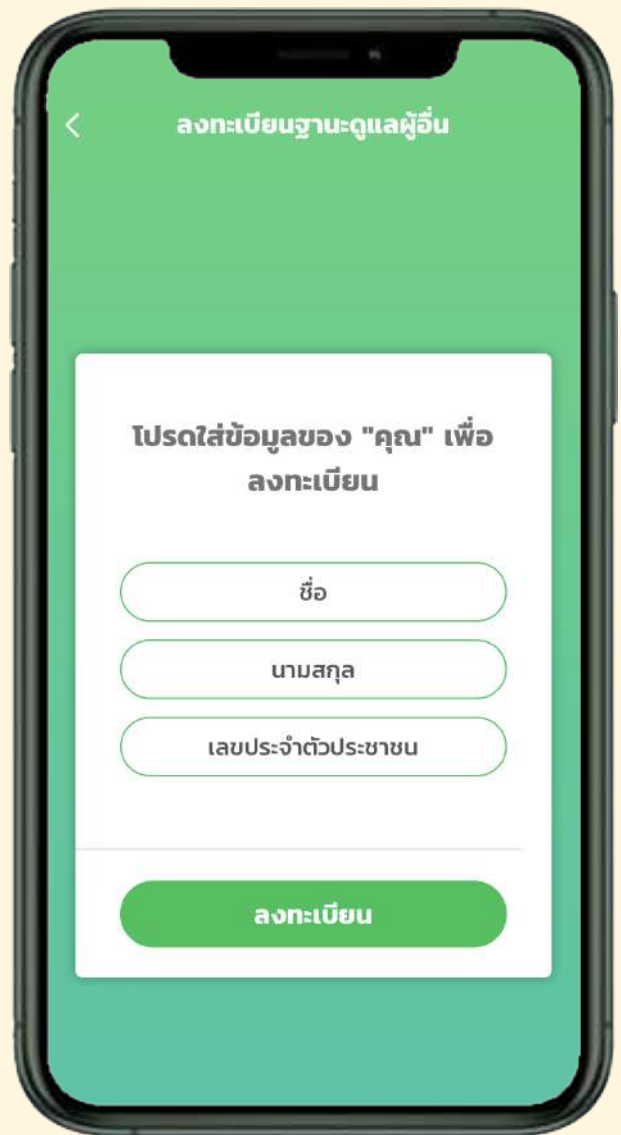 ลงทะเบียนฐานะดูแลผู้อื่น
โปรดใส่ข้อมูลของ "คุณ" เพื่อ
ลงทะเบียน
ชื่อ
นามสกุล
เลขประจำตัวประชาชน
ลงทะเบียน